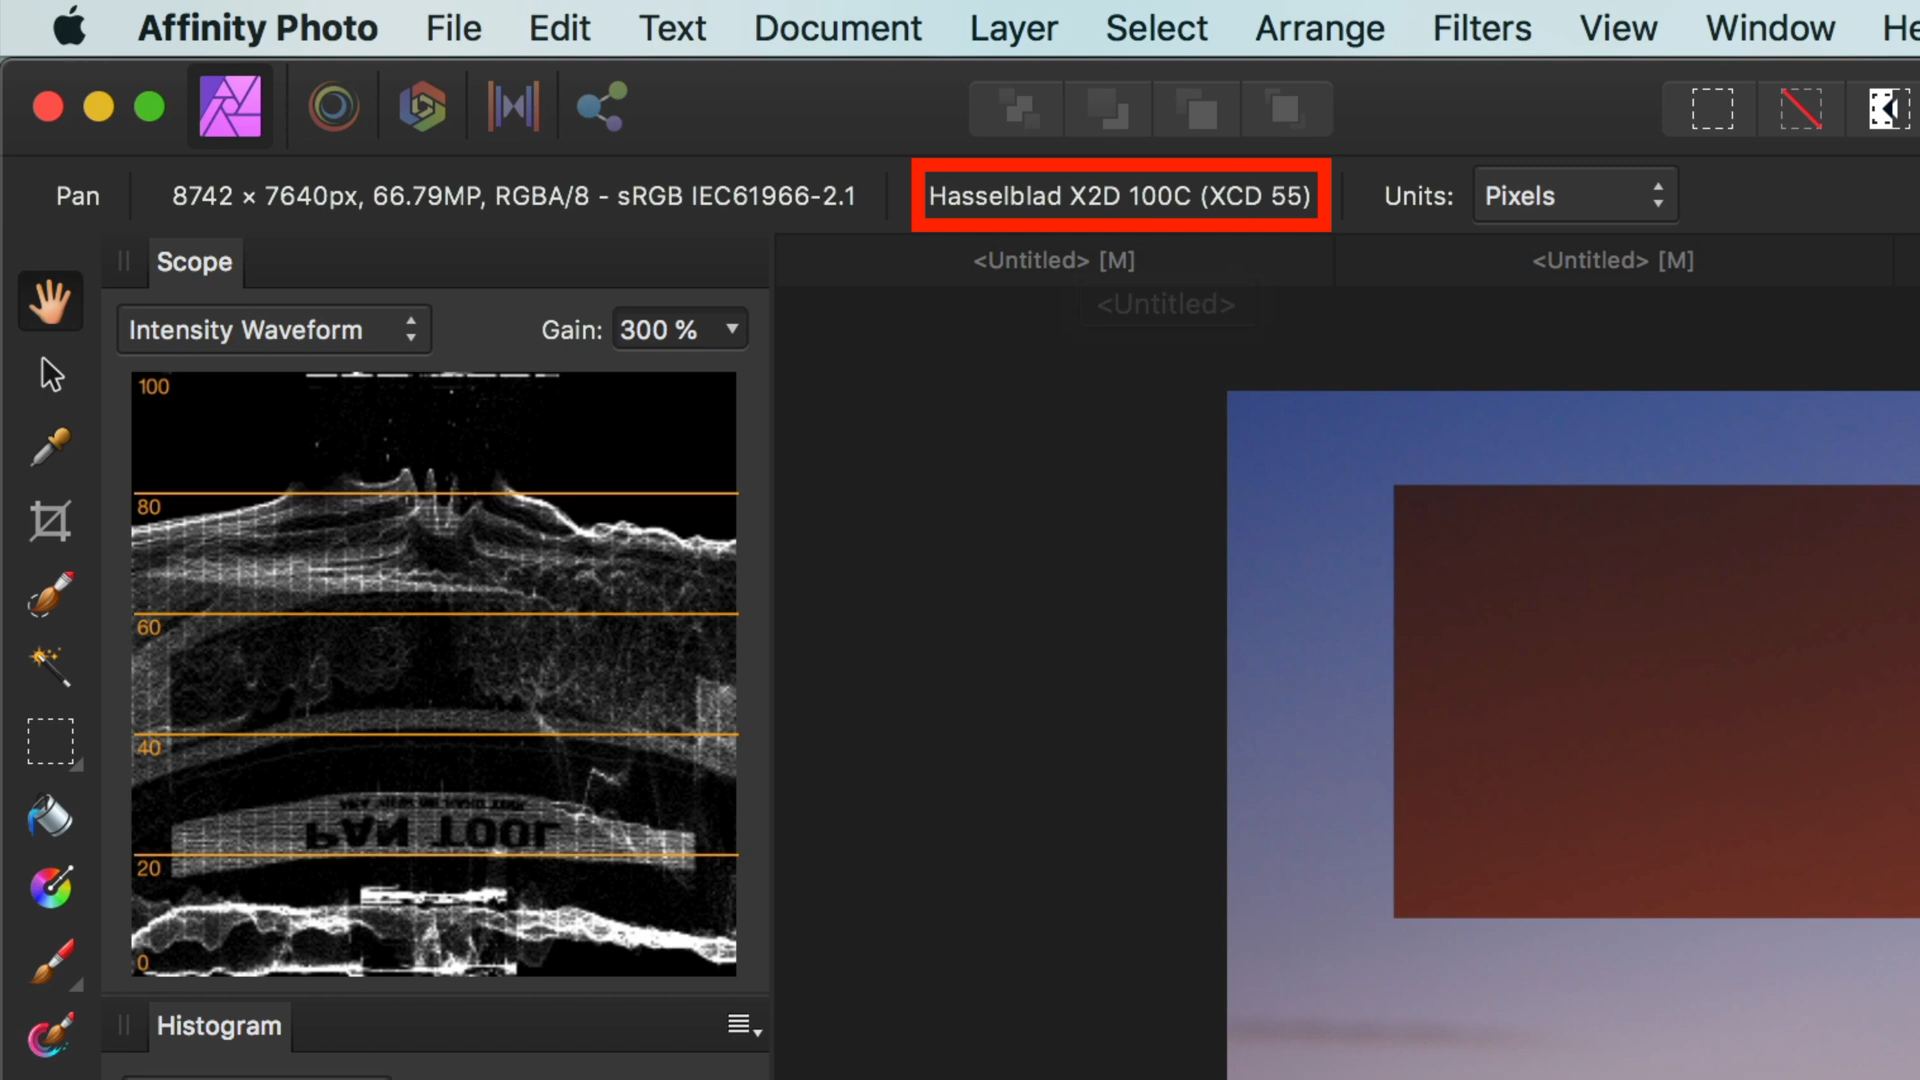 Affinity Photo File Edit Text Document Layer Select Arrange Filters View Window He
Pan 8742 × 7640px, 66.79MP, RGBA/8 - sRGB IEC61966-2.1 Hasselblad X2D 100C (XCD 55) Units: Pixels
Scope <Untitled> [M] <Untitled> [M]
<Untitled>
Intensity Waveform Gain: 300 %
100
80
60
40
PAN TOOL
20
0
Histogram